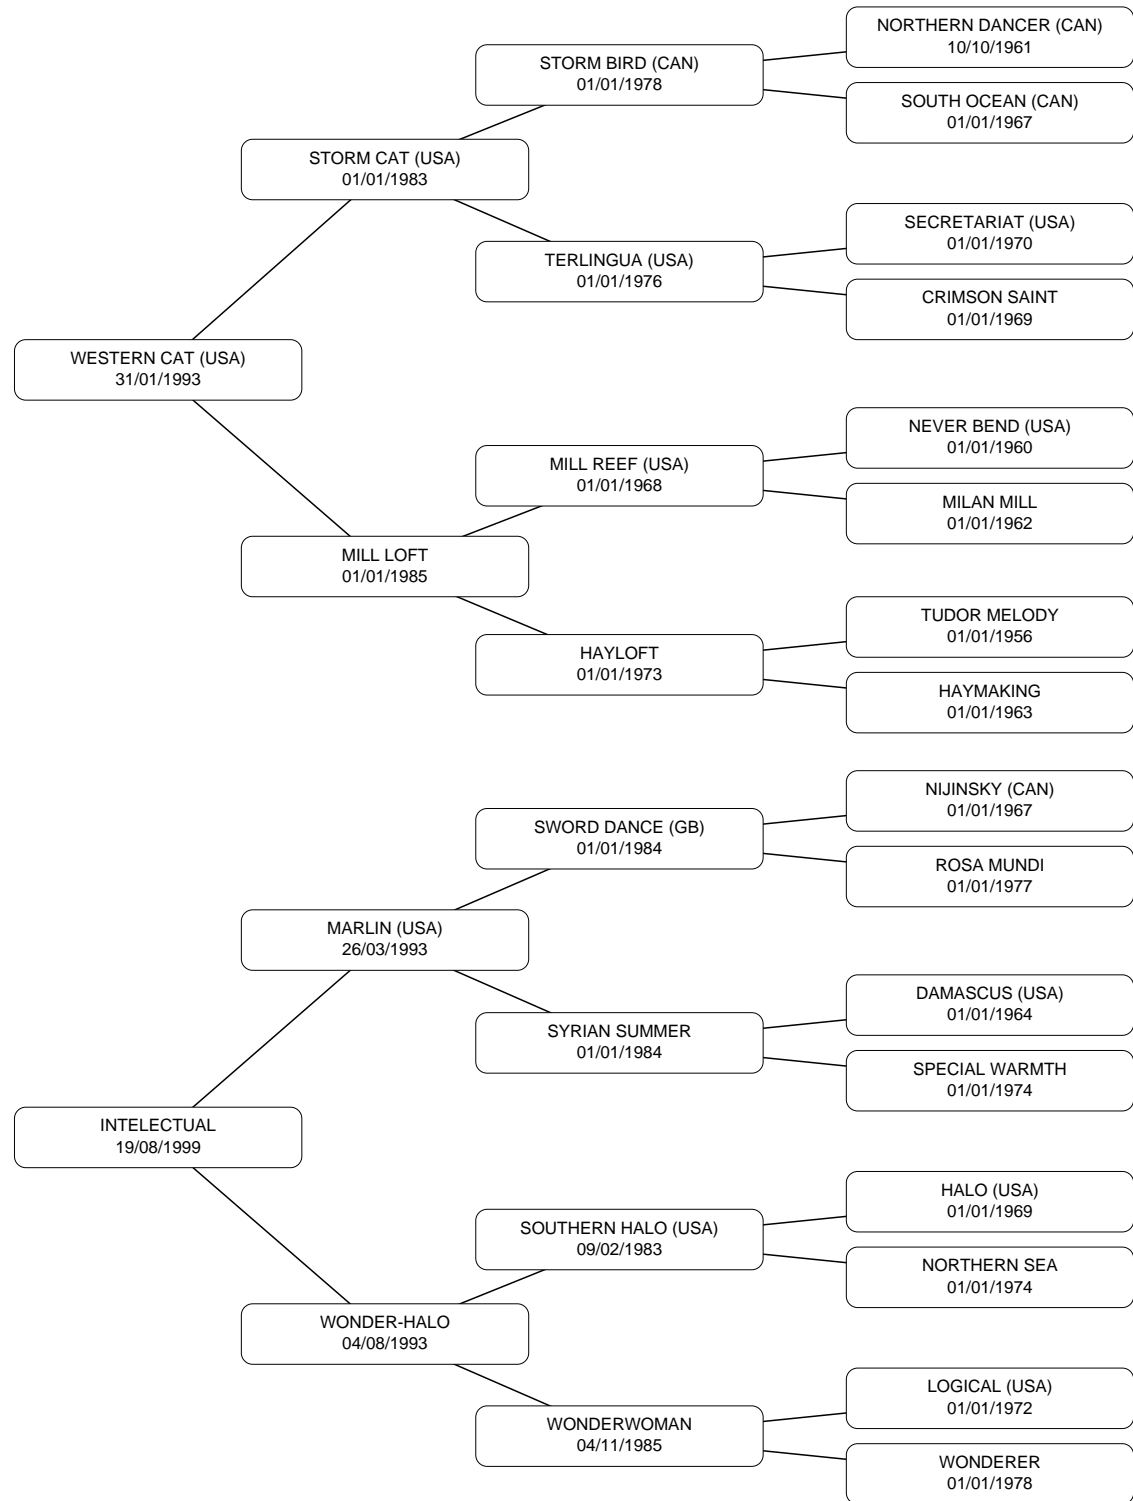 NORTHERN DANCER (CAN)
10/10/1961
STORM BIRD (CAN)
01/01/1978
SOUTH OCEAN (CAN)
01/01/1967
STORM CAT (USA)
01/01/1983
SECRETARIAT (USA)
01/01/1970
TERLINGUA (USA)
01/01/1976
CRIMSON SAINT
01/01/1969
WESTERN CAT (USA)
31/01/1993
NEVER BEND (USA)
01/01/1960
MILL REEF (USA)
01/01/1968
MILAN MILL
01/01/1962
MILL LOFT
01/01/1985
TUDOR MELODY
01/01/1956
HAYLOFT
01/01/1973
HAYMAKING
01/01/1963
NIJINSKY (CAN)
01/01/1967
SWORD DANCE (GB)
01/01/1984
ROSA MUNDI
01/01/1977
MARLIN (USA)
26/03/1993
DAMASCUS (USA)
01/01/1964
SYRIAN SUMMER
01/01/1984
SPECIAL WARMTH
01/01/1974
INTELECTUAL
19/08/1999
HALO (USA)
01/01/1969
SOUTHERN HALO (USA)
09/02/1983
NORTHERN SEA
01/01/1974
WONDER-HALO
04/08/1993
LOGICAL (USA)
01/01/1972
WONDERWOMAN
04/11/1985
WONDERER
01/01/1978